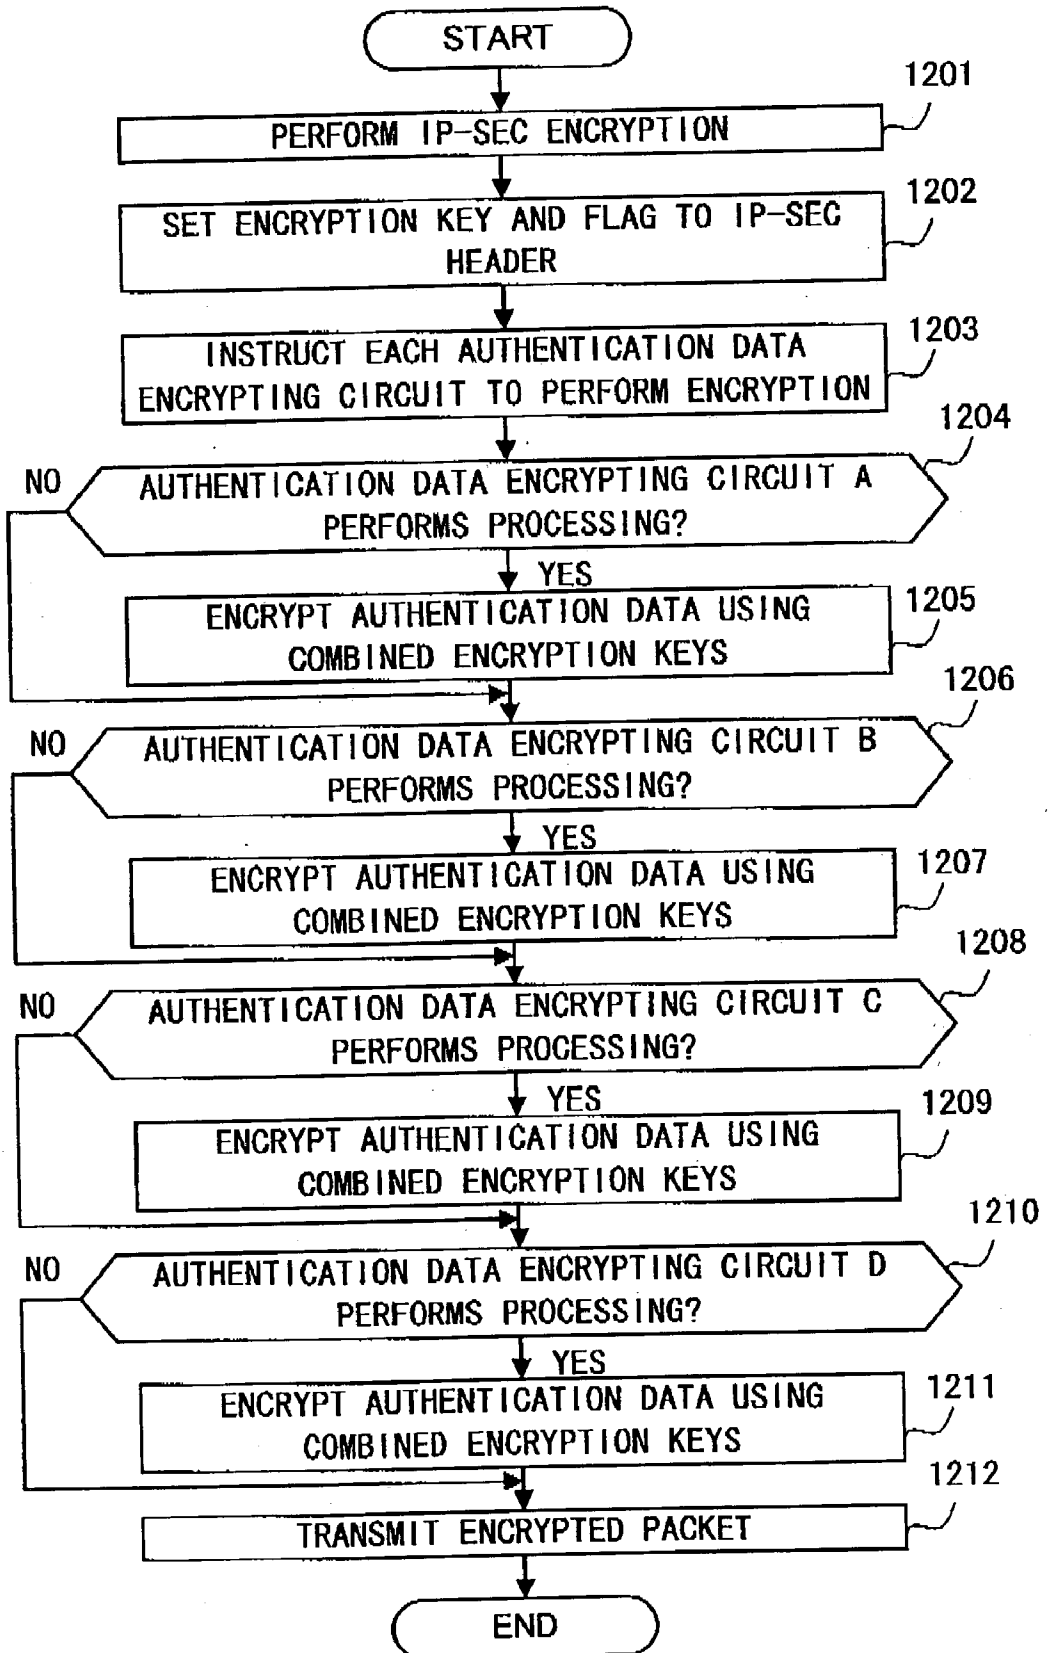 START
1201
PERFORM IP-SEC ENCRYPTION
1202
SET ENCRYPTION KEY AND FLAG TO IP-SEC
HEADER
1203
INSTRUCT EACH AUTHENTICATION DATA
ENCRYPTING CIRCUIT TO PERFORM ENCRYPTION
1204
NO
AUTHENTICATION DATA ENCRYPTING CIRCUIT A
PERFORMS PROCESSING?
YES
1205
ENCRYPT AUTHENTICATION DATA USING
COMBINED ENCRYPTION KEYS
1206
NO
AUTHENTICATION DATA ENCRYPTING CIRCUIT B
PERFORMS PROCESSING?
YES
1207
ENCRYPT AUTHENTICATION DATA USING
COMBINED ENCRYPTION KEYS
1208
NO
AUTHENTICATION DATA ENCRYPTING CIRCUIT C
PERFORMS PROCESSING?
YES
1209
ENCRYPT AUTHENTICATION DATA USING
COMBINED ENCRYPTION KEYS
1210
NO
AUTHENTICATION DATA ENCRYPTING CIRCUIT D
PERFORMS PROCESSING?
YES
1211
ENCRYPT AUTHENTICATION DATA USING
COMBINED ENCRYPTION KEYS
1212
TRANSMIT ENCRYPTED PACKET
END